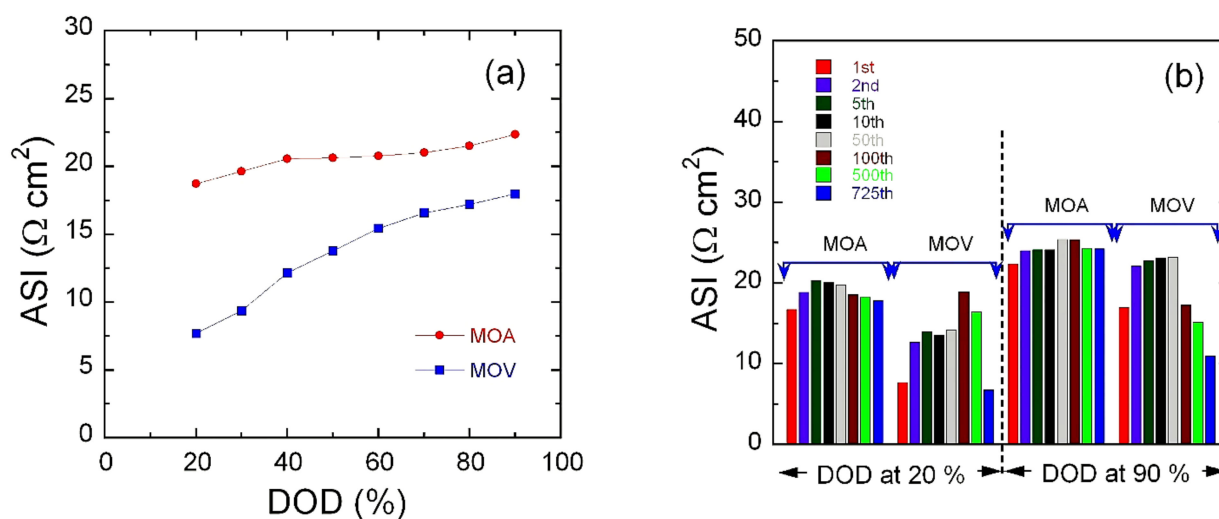 (a)
ASI (Ω cm²)
30
25
20
15
10
5
0
MOA
MOV
0 20 40 60 80 100
DOD (%)
(b)
ASI (Ω cm²)
50
40
30
20
10
0
1st
2nd
5th
10th
50th
100th
500th
725th
MOA MOV
MOA MOV
DOD at 20 % DOD at 90 %